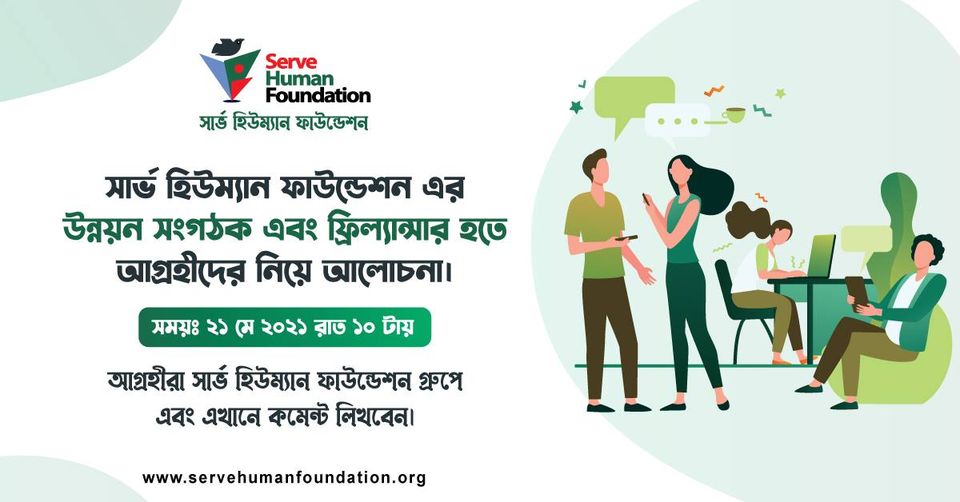 Serve
Human
Foundation
সার্ভ হিউম্যান ফাউন্ডেশন
সার্ভ হিউম্যান ফাউন্ডেশন এর
উন্নয়ন সংগঠক এবং ফ্রিল্যান্সার হতে
আগ্রহীদের নিয়ে আলোচনা।
সময়ঃ ২১ মে ২০২১ রাত ১০ টায়
আগ্রহীরা সার্ভ হিউম্যান ফাউন্ডেশন গ্রুপে
এবং এখানে কমেন্ট লিখবেন।
www.servehumanfoundation.org